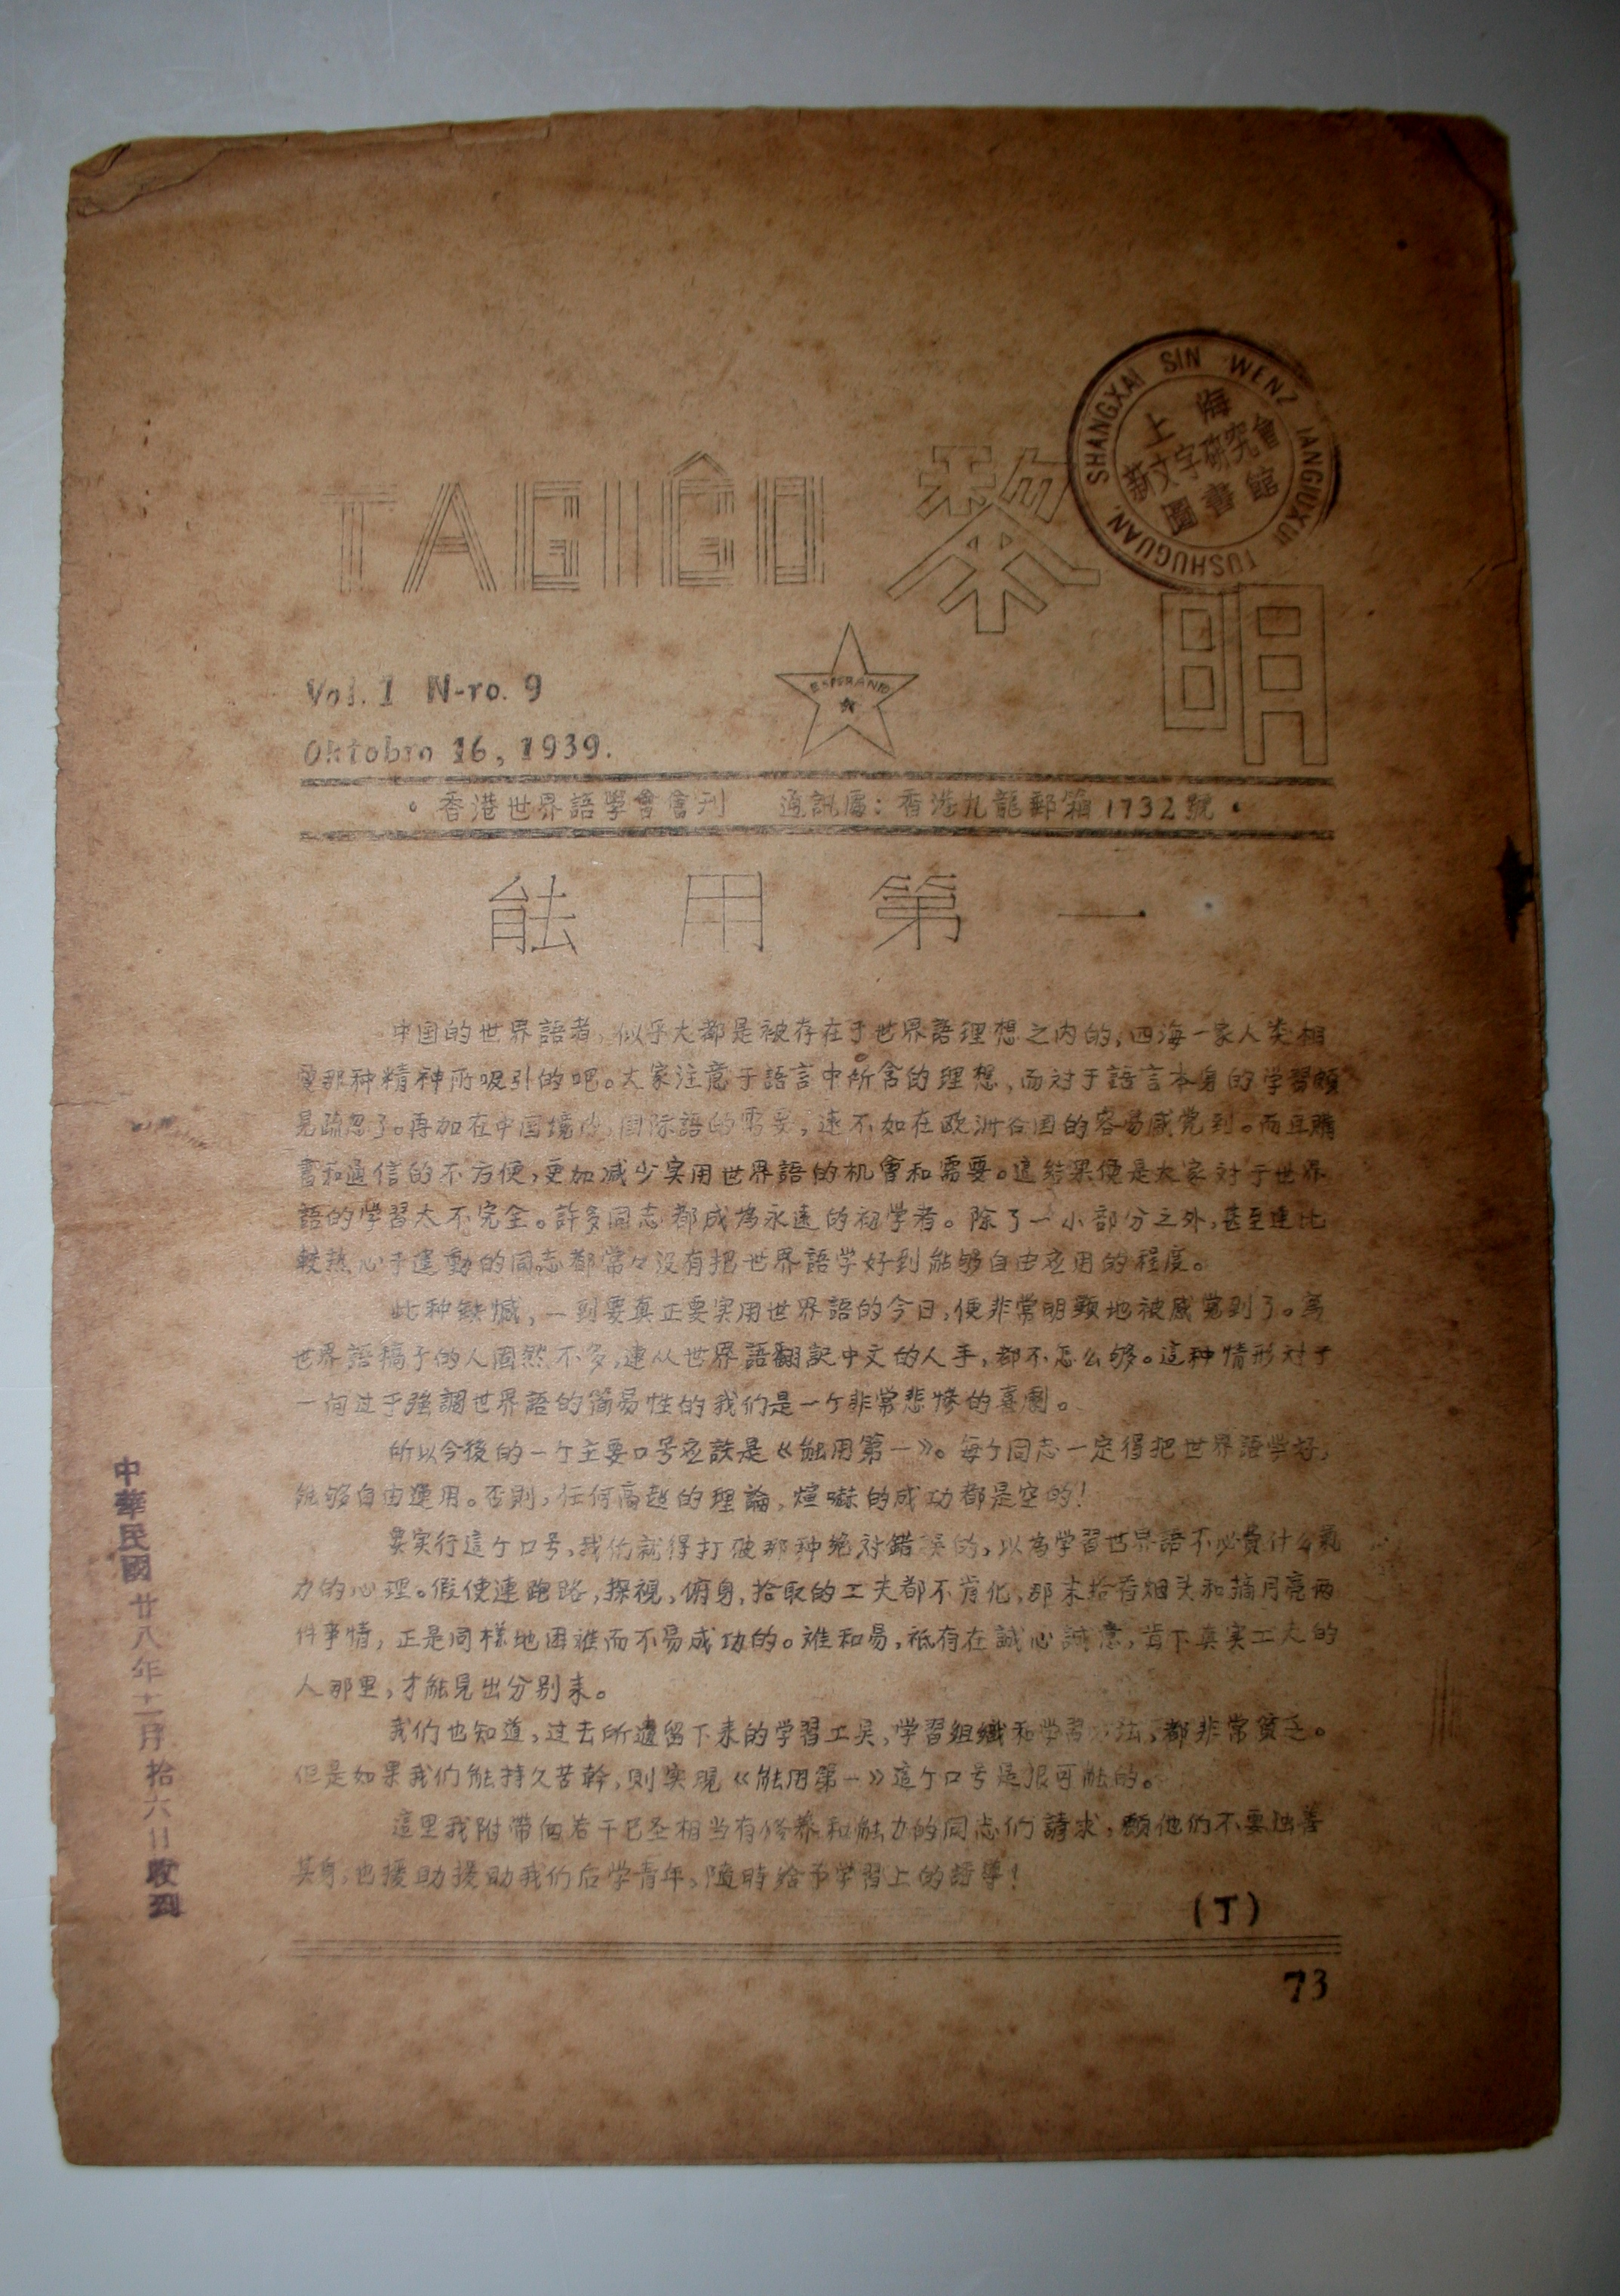 TAGIĜO 黎明
SHANGXAI SIN WENZ IANGIUXUI TUSHUGUAN
上海
新文字研究會
圖書館
Vol. 1 N-ro. 9
ESPERANTO
Oktobro 16, 1939.
• 香港世界語學會會刊 通訊處：香港九龍郵箱1732號 •
能用第一
中国的世界語者，似乎大都是被存在于世界語理想之内的，四海一家人类相
愛那种精神所吸引的吧。大家注意于語言中所含的理想，而对于語言本身的学習頗
見疏忽了。再加在中国境内，国际語的需要，远不如在欧洲各国的容易感觉到。而且購
書和通信的不方便，更加减少实用世界語的机會和需要。這结果便是大家对于世界
語的学習大不完全。許多同志都成為永遠的初学者。除了一小部分之外，甚至連比
較热心于運動的同志都常々没有把世界語学好到能够自由应用的程度。
此种缺憾，一到要真正要实用世界語的今日，便非常明顯地被感觉到了。寫
世界語稿子的人固然不多，連从世界語翻訳中文的人手，都不怎么够。這种情形对于
一向过于強調世界語的简易性的我们是一个非常悲惨的喜劇。
所以今後的一个主要口号应該是《能用第一》。每个同志一定得把世界語学好，
能够自由運用。否則，任何高超的理論，煊嚇的成功都是空的！
要实行這个口号，我们就得打破那种绝对錯誤的，以為学習世界語不必費什么氣
力的心理。假使連跑路，探視，俯身，拾取的工夫都不肯化，那末拾香烟头和摘月亮两
件事情，正是同樣地困难而不易成功的。难和易，祗有在誠心誠意，肯下真实工夫的
人那里，才能見出分别来。
我们也知道，过去所遺留下来的学習工具，学習組織和学習方法，都非常貧乏。
但是如果我们能持久苦幹，则实現《能用第一》這个口号是很可能的。
這里我附帶向若干已圣相当有修养和能力的同志们請求，願他们不要独善
其身，也援助援助我们后学青年，随時给予学習上的指導！
（丁）
73
中華民國廿八年十二月拾六日收到